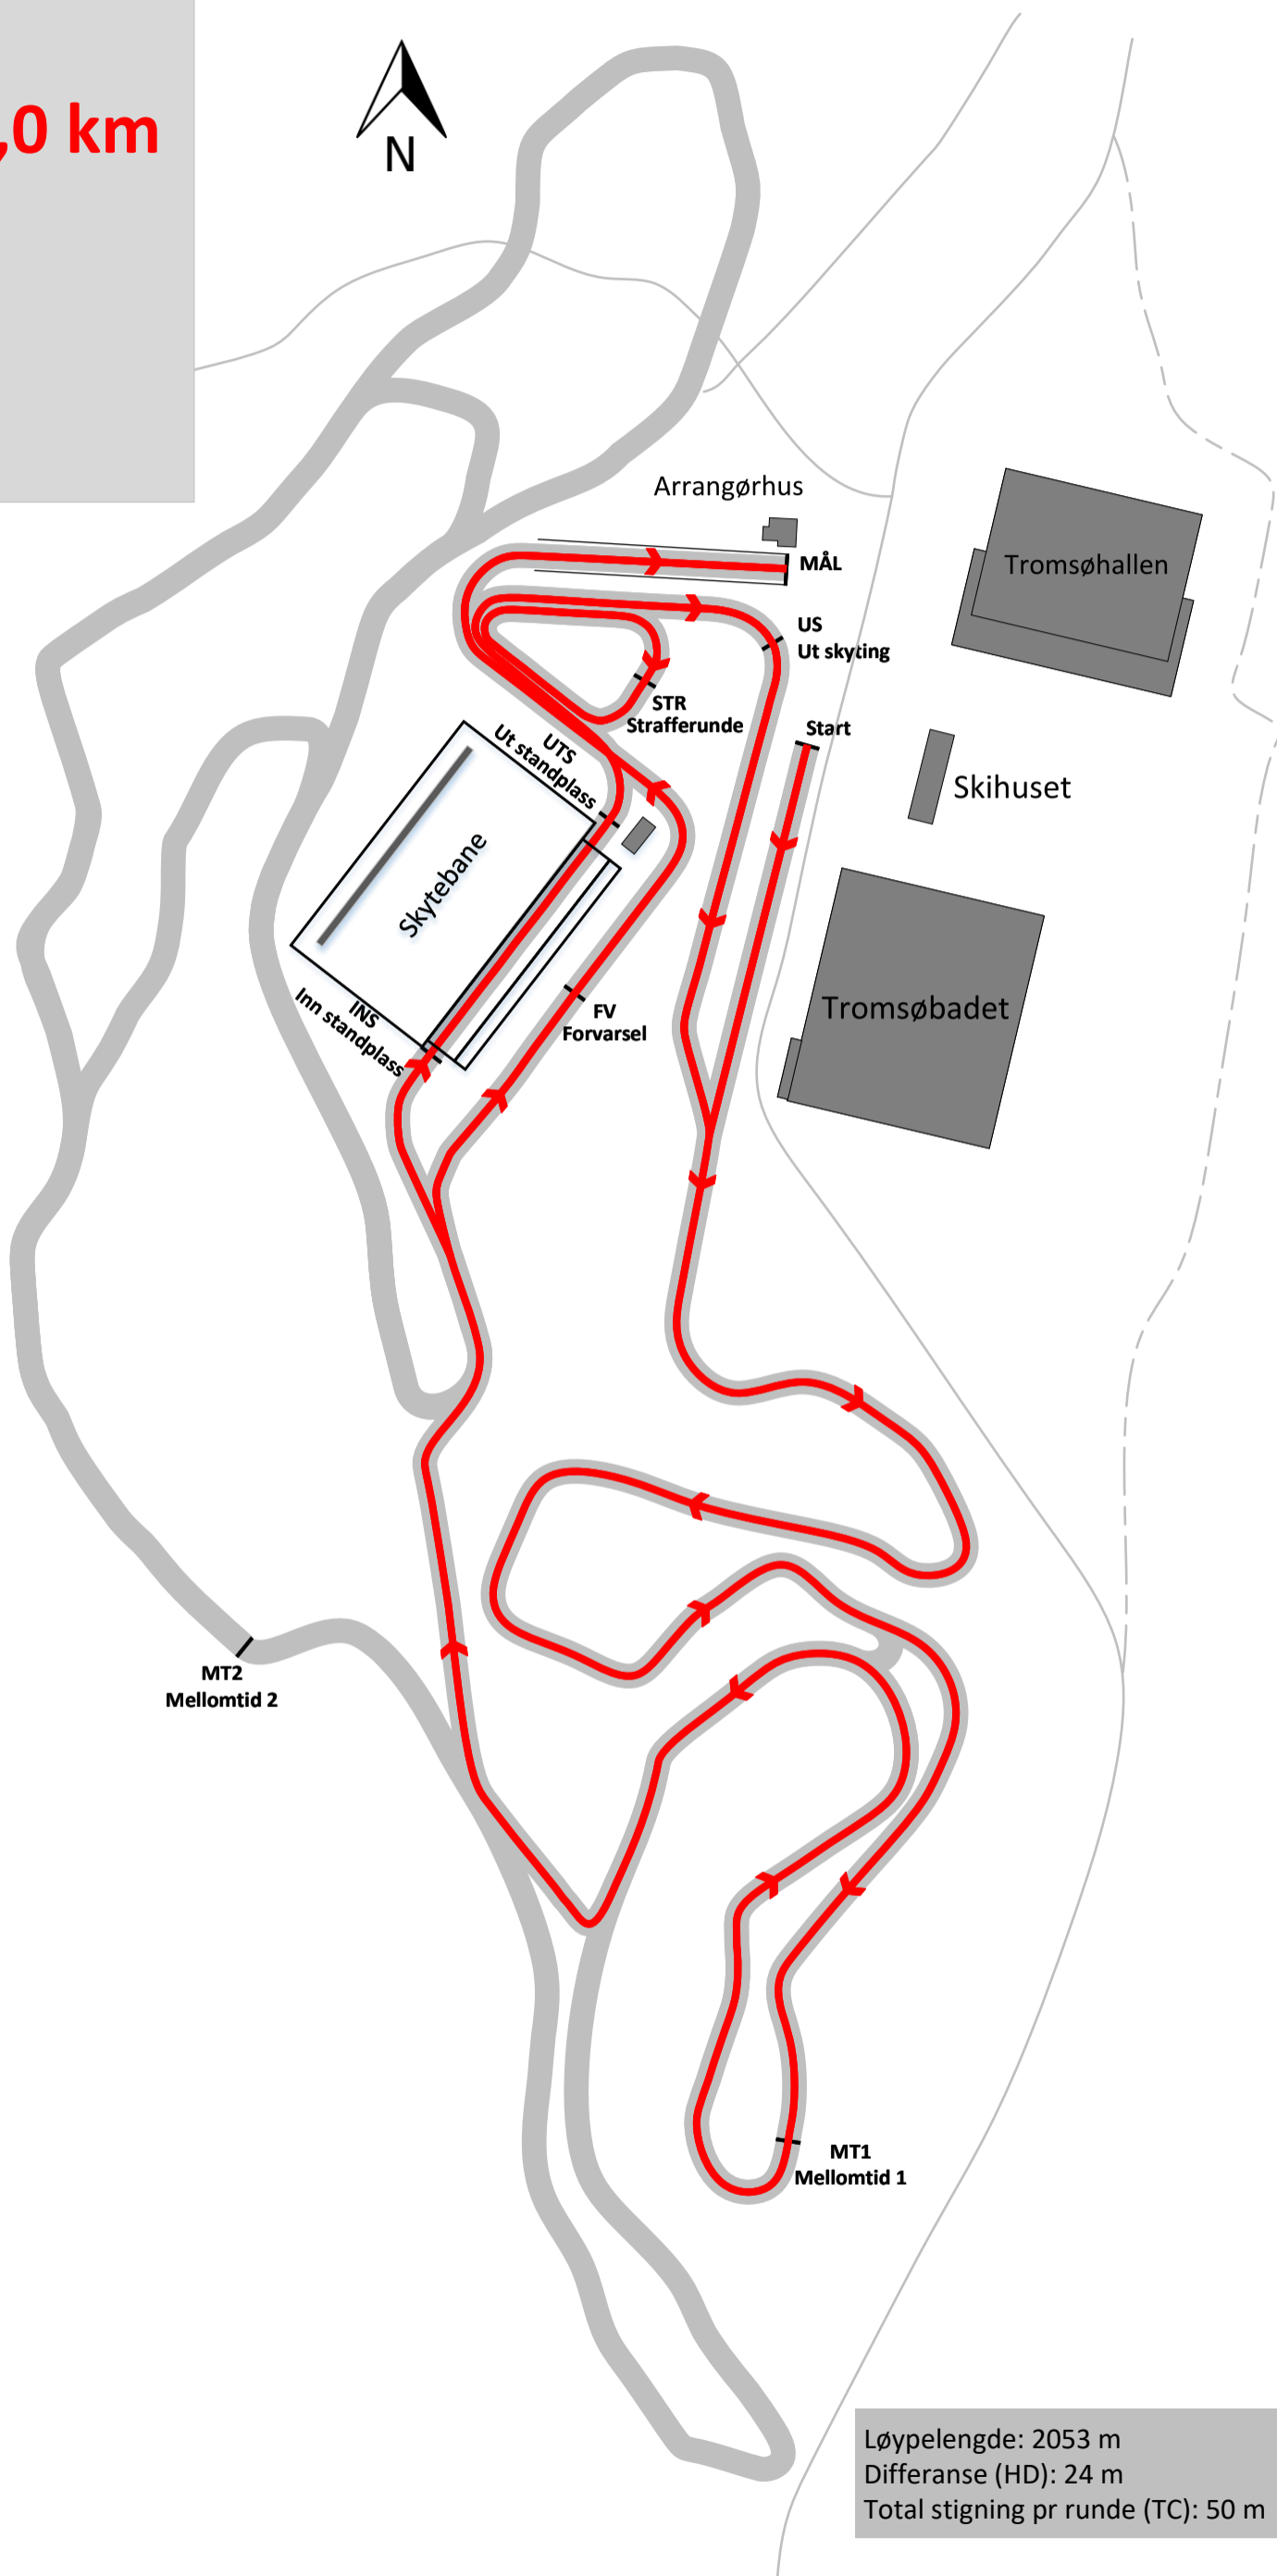 ,0 km
N
Arrangørhus
MÅL
Tromsøhallen
US
Ut skyting
STR
Strafferunde
Start
UTS
Ut standplass
Skihuset
Skytebane
INS
Inn standplass
FV
Forvarsel
Tromsøbadet
MT2
Mellomtid 2
MT1
Mellomtid 1
Løypelengde: 2053 m
Differanse (HD): 24 m
Total stigning pr runde (TC): 50 m